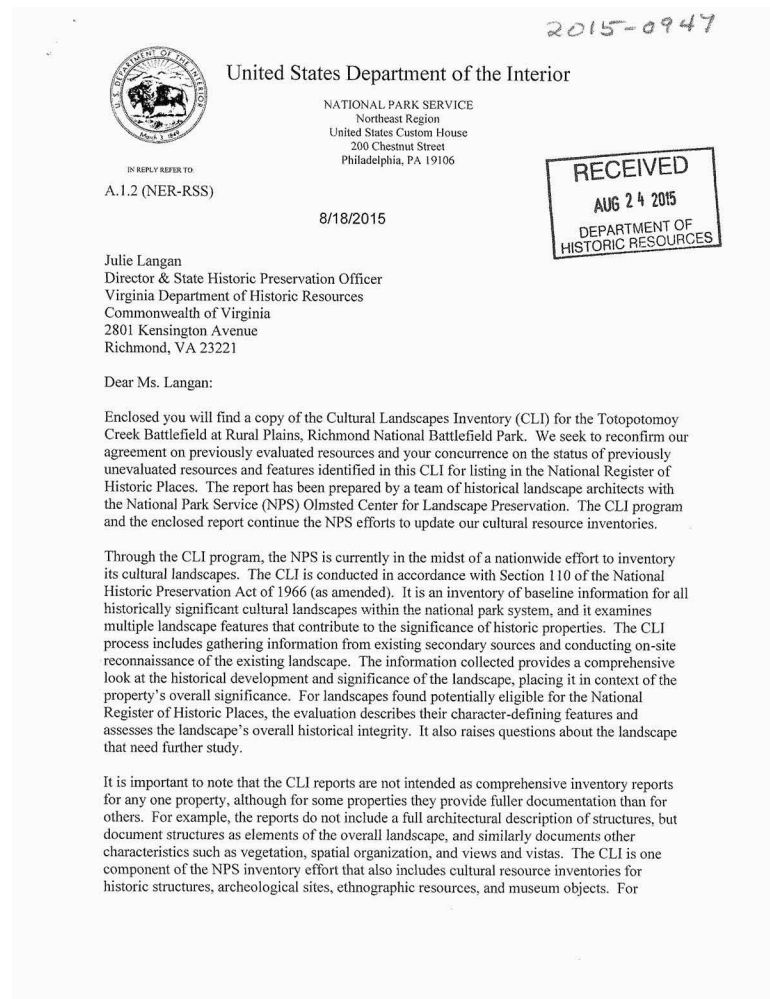 2015-0947
U.S. DEPARTMENT OF THE INTERIOR
March 3, 1849
United States Department of the Interior
NATIONAL PARK SERVICE
Northeast Region
United States Custom House
200 Chestnut Street
Philadelphia, PA 19106
IN REPLY REFER TO:
A.1.2 (NER-RSS)
RECEIVED
AUG 24 2015
DEPARTMENT OF
HISTORIC RESOURCES
8/18/2015
Julie Langan
Director & State Historic Preservation Officer
Virginia Department of Historic Resources
Commonwealth of Virginia
2801 Kensington Avenue
Richmond, VA 23221
Dear Ms. Langan:
Enclosed you will find a copy of the Cultural Landscapes Inventory (CLI) for the Totopotomoy
Creek Battlefield at Rural Plains, Richmond National Battlefield Park. We seek to reconfirm our
agreement on previously evaluated resources and your concurrence on the status of previously
unevaluated resources and features identified in this CLI for listing in the National Register of
Historic Places. The report has been prepared by a team of historical landscape architects with
the National Park Service (NPS) Olmsted Center for Landscape Preservation. The CLI program
and the enclosed report continue the NPS efforts to update our cultural resource inventories.
Through the CLI program, the NPS is currently in the midst of a nationwide effort to inventory
its cultural landscapes. The CLI is conducted in accordance with Section 110 of the National
Historic Preservation Act of 1966 (as amended). It is an inventory of baseline information for all
historically significant cultural landscapes within the national park system, and it examines
multiple landscape features that contribute to the significance of historic properties. The CLI
process includes gathering information from existing secondary sources and conducting on-site
reconnaissance of the existing landscape. The information collected provides a comprehensive
look at the historical development and significance of the landscape, placing it in context of the
property's overall significance. For landscapes found potentially eligible for the National
Register of Historic Places, the evaluation describes their character-defining features and
assesses the landscape's overall historical integrity. It also raises questions about the landscape
that need further study.
It is important to note that the CLI reports are not intended as comprehensive inventory reports
for any one property, although for some properties they provide fuller documentation than for
others. For example, the reports do not include a full architectural description of structures, but
document structures as elements of the overall landscape, and similarly documents other
characteristics such as vegetation, spatial organization, and views and vistas. The CLI is one
component of the NPS inventory effort that also includes cultural resource inventories for
historic structures, archeological sites, ethnographic resources, and museum objects. For